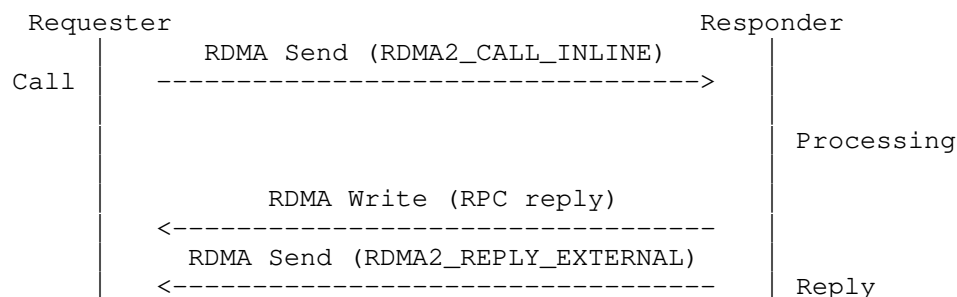 Requester Responder
RDMA Send (RDMA2_CALL_INLINE)
Call
Processing
RDMA Write (RPC reply)
RDMA Send (RDMA2_REPLY_EXTERNAL)
Reply